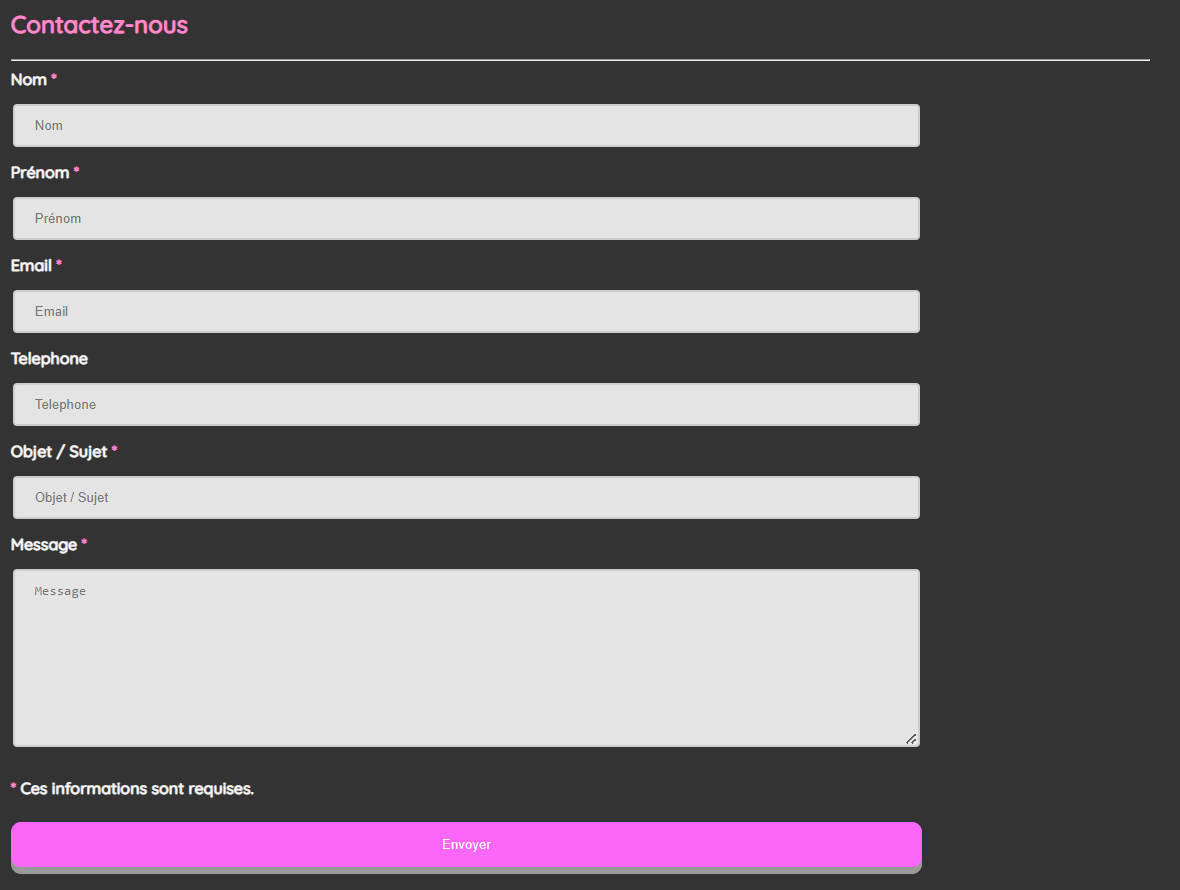 Contactez-nous
Nom *
Nom
Prénom *
Prénom
Email *
Email
Telephone
Telephone
Objet / Sujet *
Objet / Sujet
Message *
Message
* Ces informations sont requises.
Envoyer